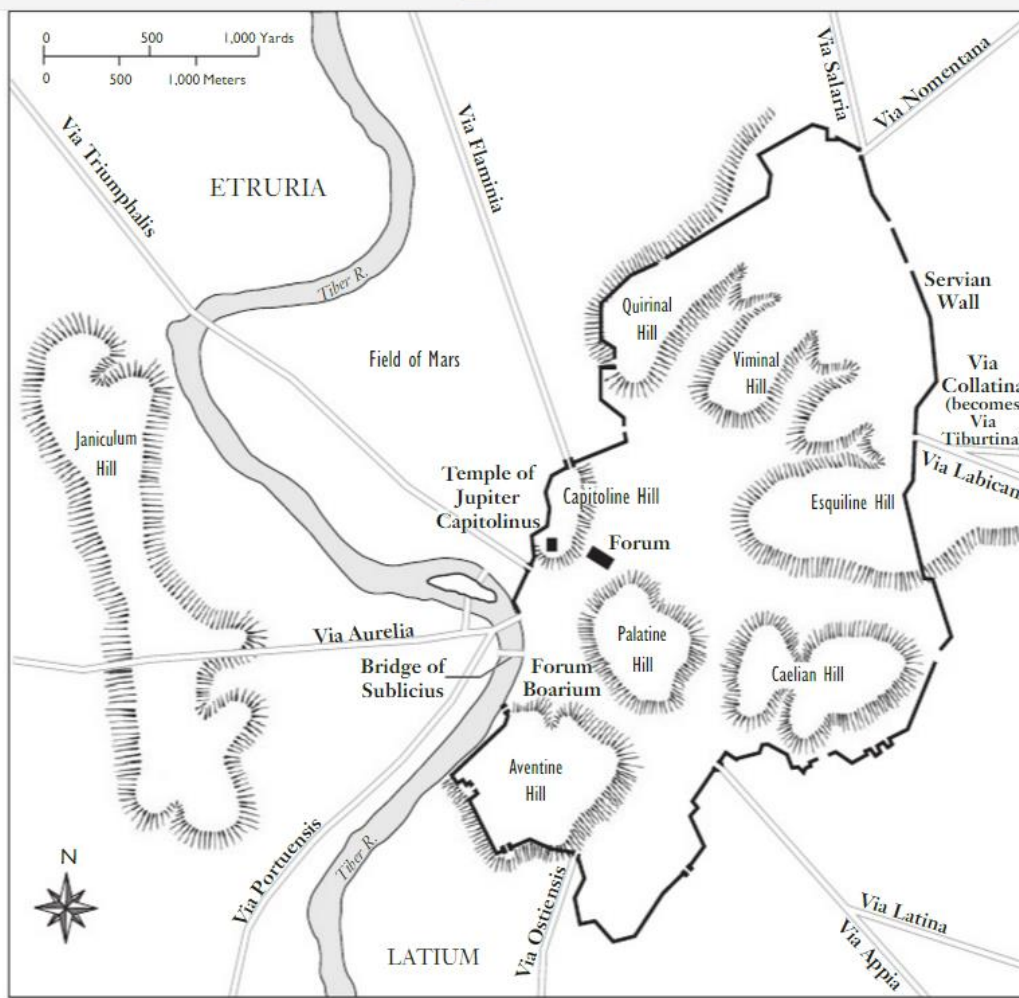 0 500 1,000 Yards
0 500 1,000 Meters
Via Triumphalis
ETRURIA
Via Flaminia
Via Salaria
Via Nomentana
Tiber R.
Servian
Wall
Quirinal
Hill
Field of Mars
Viminal
Hill
Via
Collatina
(becomes
Via
Tiburtina
Via Labican
Janiculum
Hill
Temple of
Jupiter
Capitolinus
Capitoline Hill
Esquiline Hill
Forum
Via Aurelia
Palatine
Hill
Bridge of
Sublicius
Forum
Boarium
Caelian Hill
Aventine
Hill
N
Via Portuensis
Tiber R.
Via Ostiensis
LATIUM
Via Latina
Via Appia